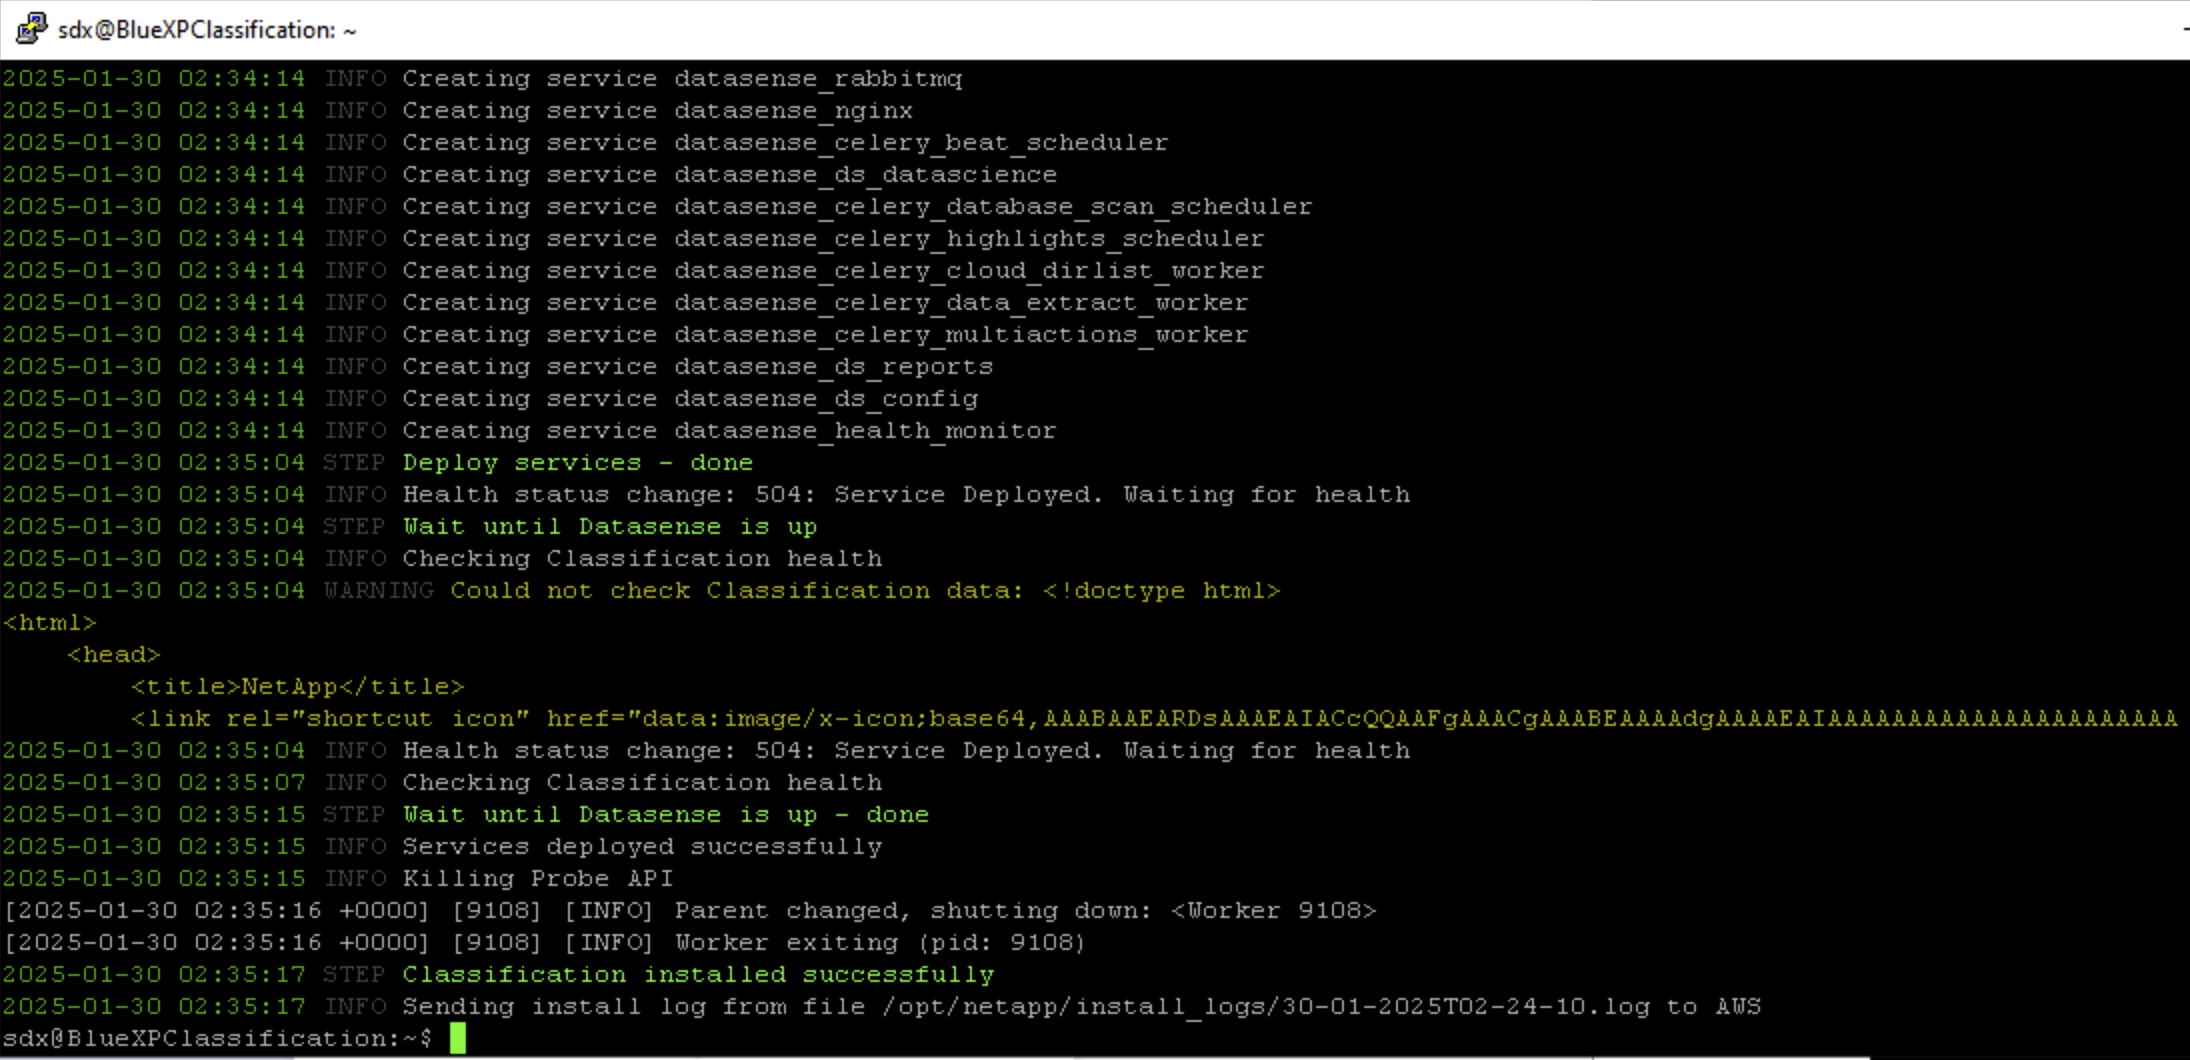 sdx@BlueXPClassification: ~
2025-01-30 02:34:14 INFO Creating service datasense_rabbitmq
2025-01-30 02:34:14 INFO Creating service datasense_nginx
2025-01-30 02:34:14 INFO Creating service datasense_celery_beat_scheduler
2025-01-30 02:34:14 INFO Creating service datasense_ds_datascience
2025-01-30 02:34:14 INFO Creating service datasense_celery_database_scan_scheduler
2025-01-30 02:34:14 INFO Creating service datasense_celery_highlights_scheduler
2025-01-30 02:34:14 INFO Creating service datasense_celery_cloud_dirlist_worker
2025-01-30 02:34:14 INFO Creating service datasense_celery_data_extract_worker
2025-01-30 02:34:14 INFO Creating service datasense_celery_multiactions_worker
2025-01-30 02:34:14 INFO Creating service datasense_ds_reports
2025-01-30 02:34:14 INFO Creating service datasense_ds_config
2025-01-30 02:34:14 INFO Creating service datasense_health_monitor
2025-01-30 02:35:04 STEP Deploy services - done
2025-01-30 02:35:04 INFO Health status change: 504: Service Deployed. Waiting for health
2025-01-30 02:35:04 STEP Wait until Datasense is up
2025-01-30 02:35:04 INFO Checking Classification health
2025-01-30 02:35:04 WARNING Could not check Classification data: <!doctype html>
<html>
    <head>
        <title>NetApp</title>
        <link rel="shortcut icon" href="data:image/x-icon;base64,AAABAAEARDsAAAEAIACcQQAAFgAAACgAAABEAAAAdgAAAAEAIAAAAAAAAAAAAAAAAAAAAAAA
2025-01-30 02:35:04 INFO Health status change: 504: Service Deployed. Waiting for health
2025-01-30 02:35:07 INFO Checking Classification health
2025-01-30 02:35:15 STEP Wait until Datasense is up - done
2025-01-30 02:35:15 INFO Services deployed successfully
2025-01-30 02:35:15 INFO Killing Probe API
[2025-01-30 02:35:16 +0000] [9108] [INFO] Parent changed, shutting down: <Worker 9108>
[2025-01-30 02:35:16 +0000] [9108] [INFO] Worker exiting (pid: 9108)
2025-01-30 02:35:17 STEP Classification installed successfully
2025-01-30 02:35:17 INFO Sending install log from file /opt/netapp/install_logs/30-01-2025T02-24-10.log to AWS
sdx@BlueXPClassification:~$